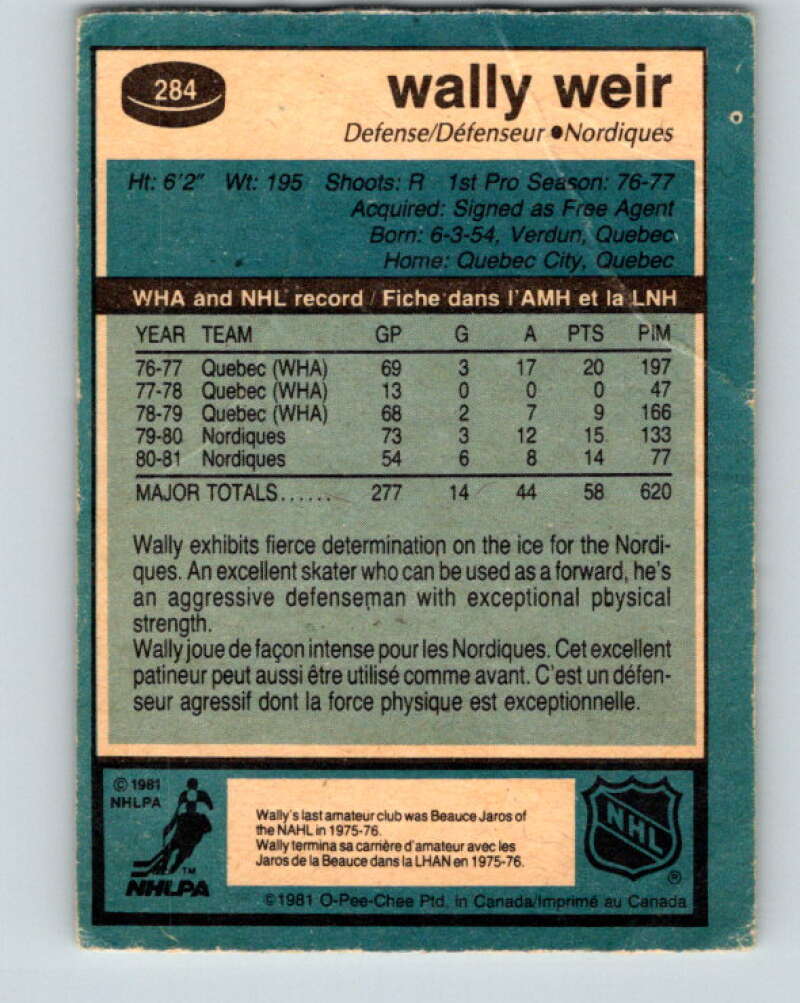 284
wally weir
Defense/Défenseur •Nordiques
Ht: 6'2" Wt: 195 Shoots: R 1st Pro Season: 76-77
Acquired: Signed as Free Agent
Born: 6-3-54, Verdun, Quebec
Home: Quebec City, Quebec
WHA and NHL record / Fiche dans l'AMH et la LNH
YEAR TEAM GP G A PTS PIM
76-77 Quebec (WHA) 69 3 17 20 197
77-78 Quebec (WHA) 13 0 0 0 47
78-79 Quebec (WHA) 68 2 7 9 166
79-80 Nordiques 73 3 12 15 133
80-81 Nordiques 54 6 8 14 77
MAJOR TOTALS...... 277 14 44 58 620
Wally exhibits fierce determination on the ice for the Nordi-
ques. An excellent skater who can be used as a forward, he's
an aggressive defenseman with exceptional physical
strength.
Wally joue de façon intense pour les Nordiques. Cet excellent
patineur peut aussi être utilisé comme avant. C'est un défen-
seur agressif dont la force physique est exceptionnelle.
© 1981
NHLPA
TM
NHLPA
Wally's last amateur club was Beauce Jaros of
the NAHL in 1975-76.
Wally termina sa carrière d'amateur avec les
Jaros de la Beauce dans la LHAN en 1975-76.
NHL
®
©1981 O-Pee-Chee Ptd. in Canada/Imprimé au Canada